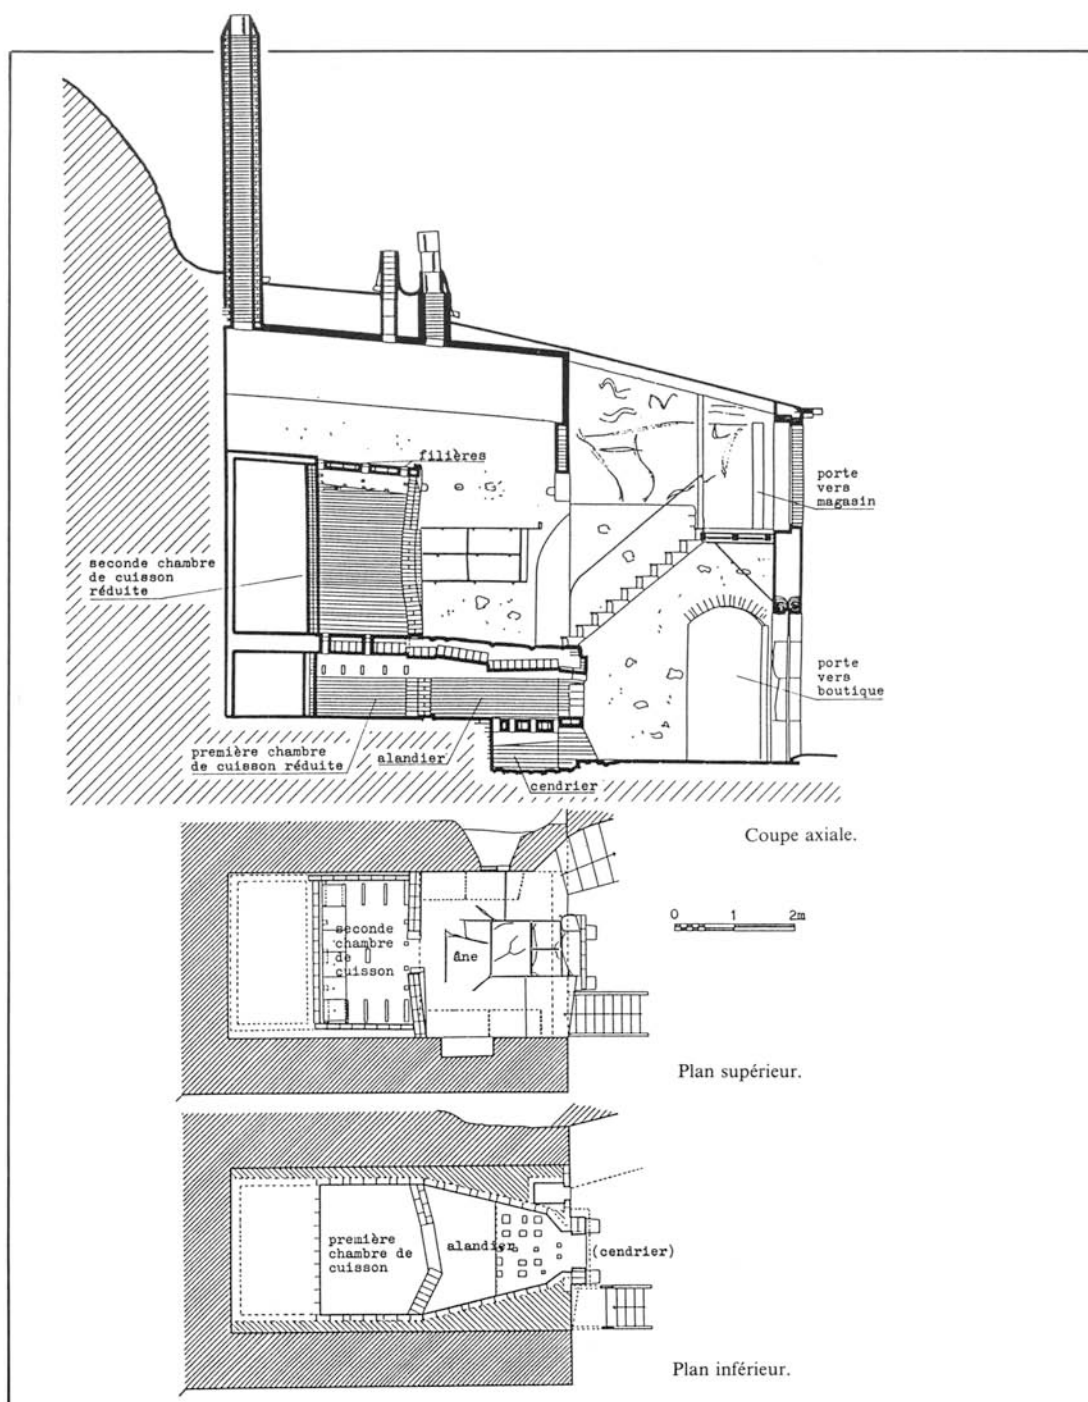 filières
porte
vers
magasin
seconde chambre
de cuisson
réduite
porte
vers
boutique
première chambre
de cuisson réduite
alandier
cendrier
Coupe axiale.
0 1 2m
seconde
chambre
de
cuisson
âne
Plan supérieur.
première
chambre de
cuisson
alandier
(cendrier)
Plan inférieur.